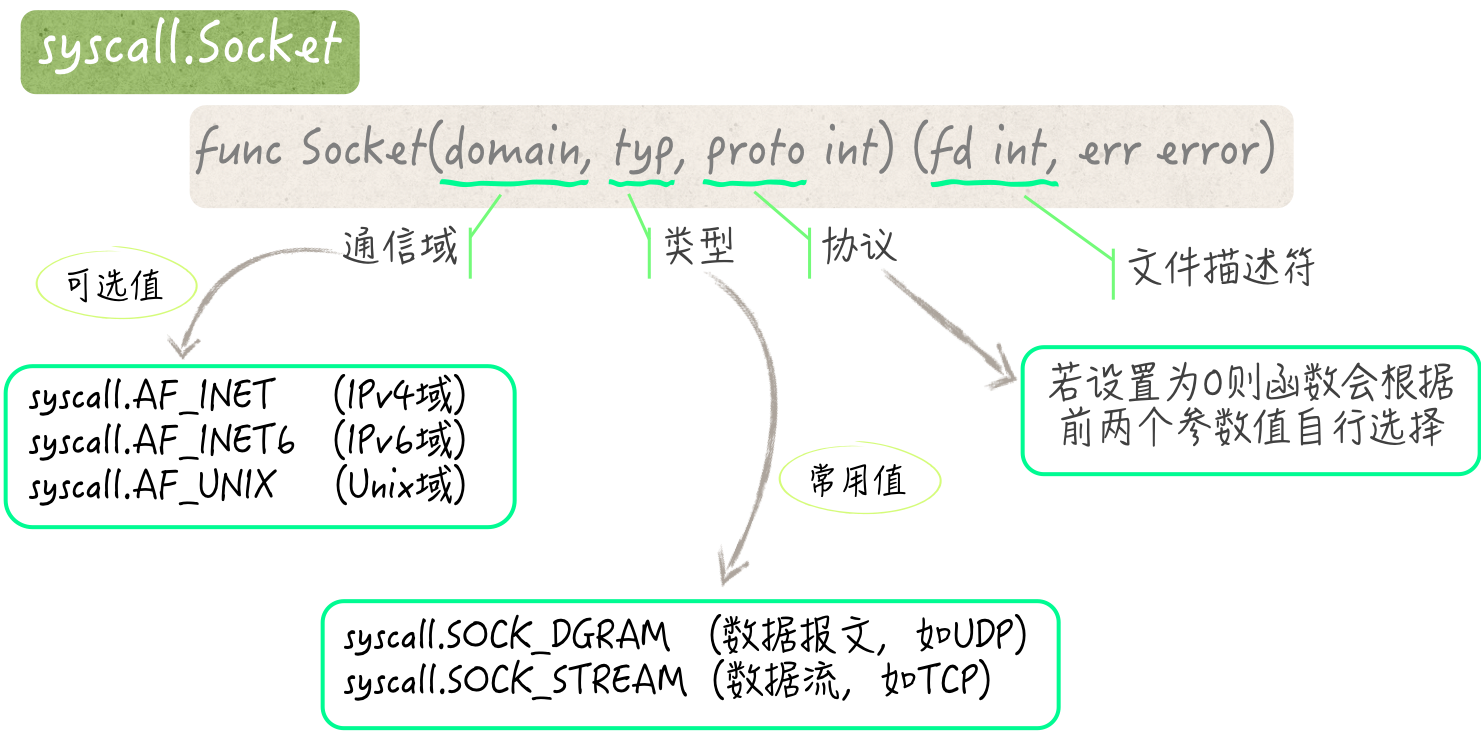 syscall.Socket
func Socket(domain, typ, proto int) (fd int, err error)
通信域
类型
协议
文件描述符
可选值
syscall.AF_INET (IPv4域)
syscall.AF_INET6 (IPv6域)
syscall.AF_UNIX (Unix域)
若设置为0则函数会根据
前两个参数值自行选择
常用值
syscall.SOCK_DGRAM (数据报文，如UDP)
syscall.SOCK_STREAM (数据流，如TCP)